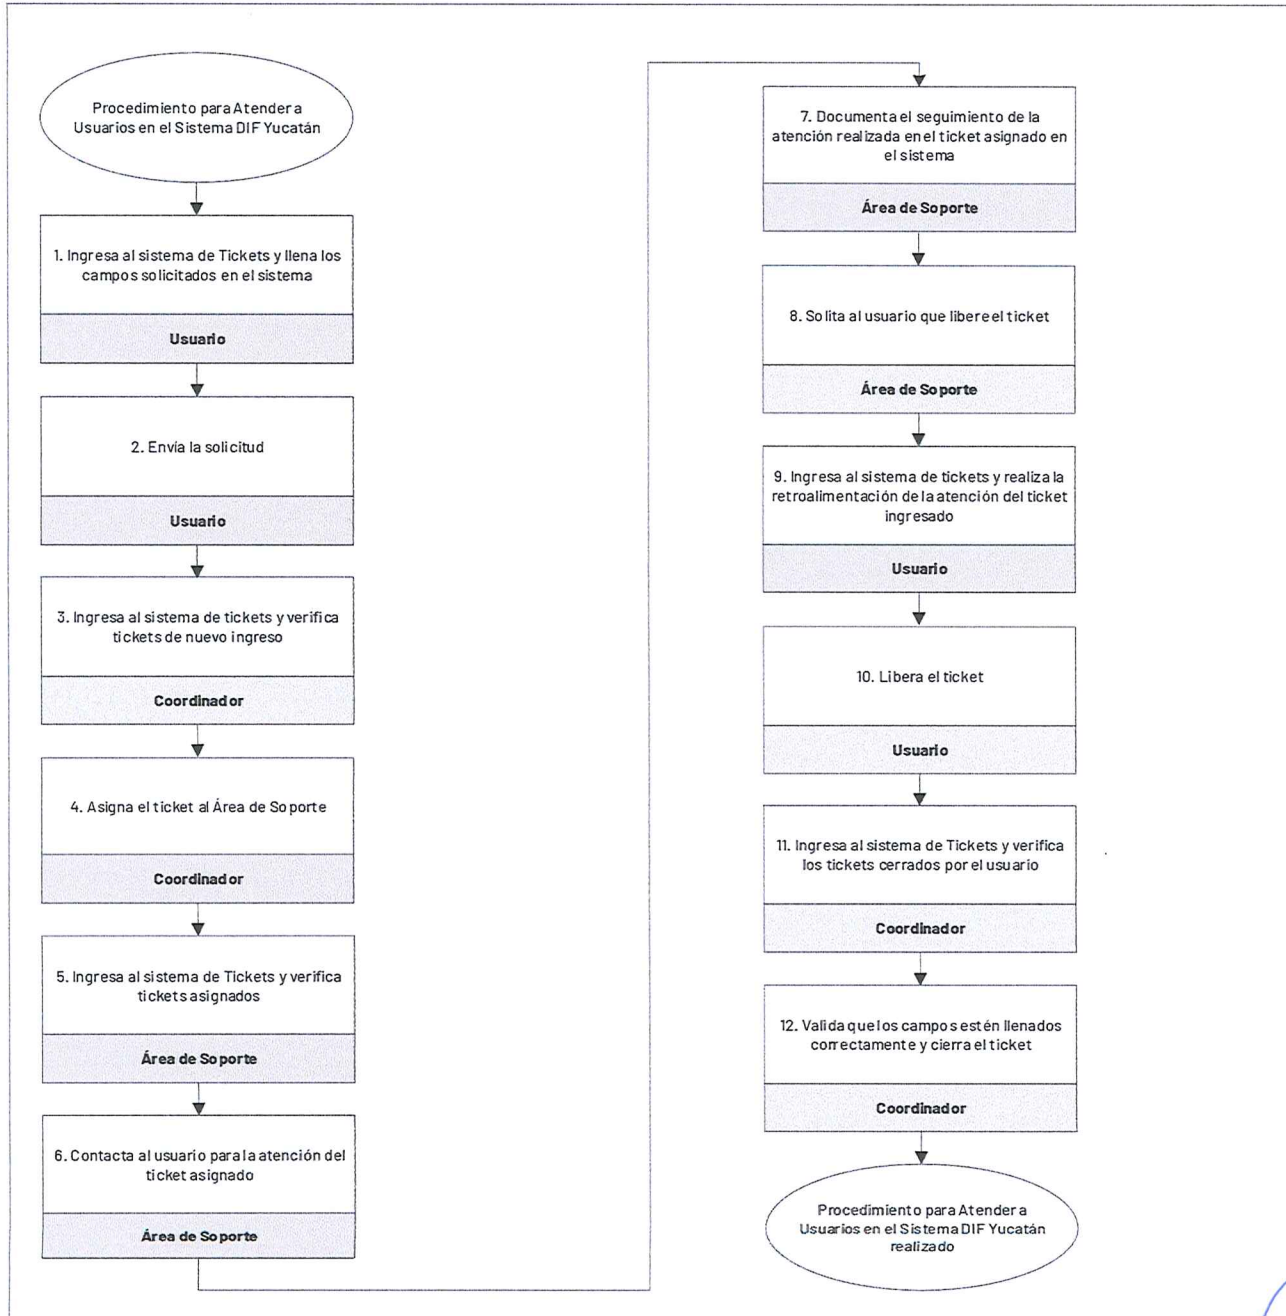 Procedimiento para Atender a
Usuarios en el Sistema DIF Yucatán
1. Ingresa al sistema de Tickets y llena los
campos solicitados en el sistema
Usuario
2. Envía la solicitud
Usuario
3. Ingresa al sistema de tickets y verifica
tickets de nuevo ingreso
Coordinador
4. Asigna el ticket al Área de Soporte
Coordinador
5. Ingresa al sistema de Tickets y verifica
tickets asignados
Área de Soporte
6. Contacta al usuario para la atención del
ticket asignado
Área de Soporte
7. Documenta el seguimiento de la
atención realizada en el ticket asignado en
el sistema
Área de Soporte
8. Solita al usuario que libere el ticket
Área de Soporte
9. Ingresa al sistema de tickets y realiza la
retroalimentación de la atención del ticket
ingresado
Usuario
10. Libera el ticket
Usuario
11. Ingresa al sistema de Tickets y verifica
los tickets cerrados por el usuario
Coordinador
12. Valida que los campos estén llenados
correctamente y cierra el ticket
Coordinador
Procedimiento para Atender a
Usuarios en el Sistema DIF Yucatán
realizado